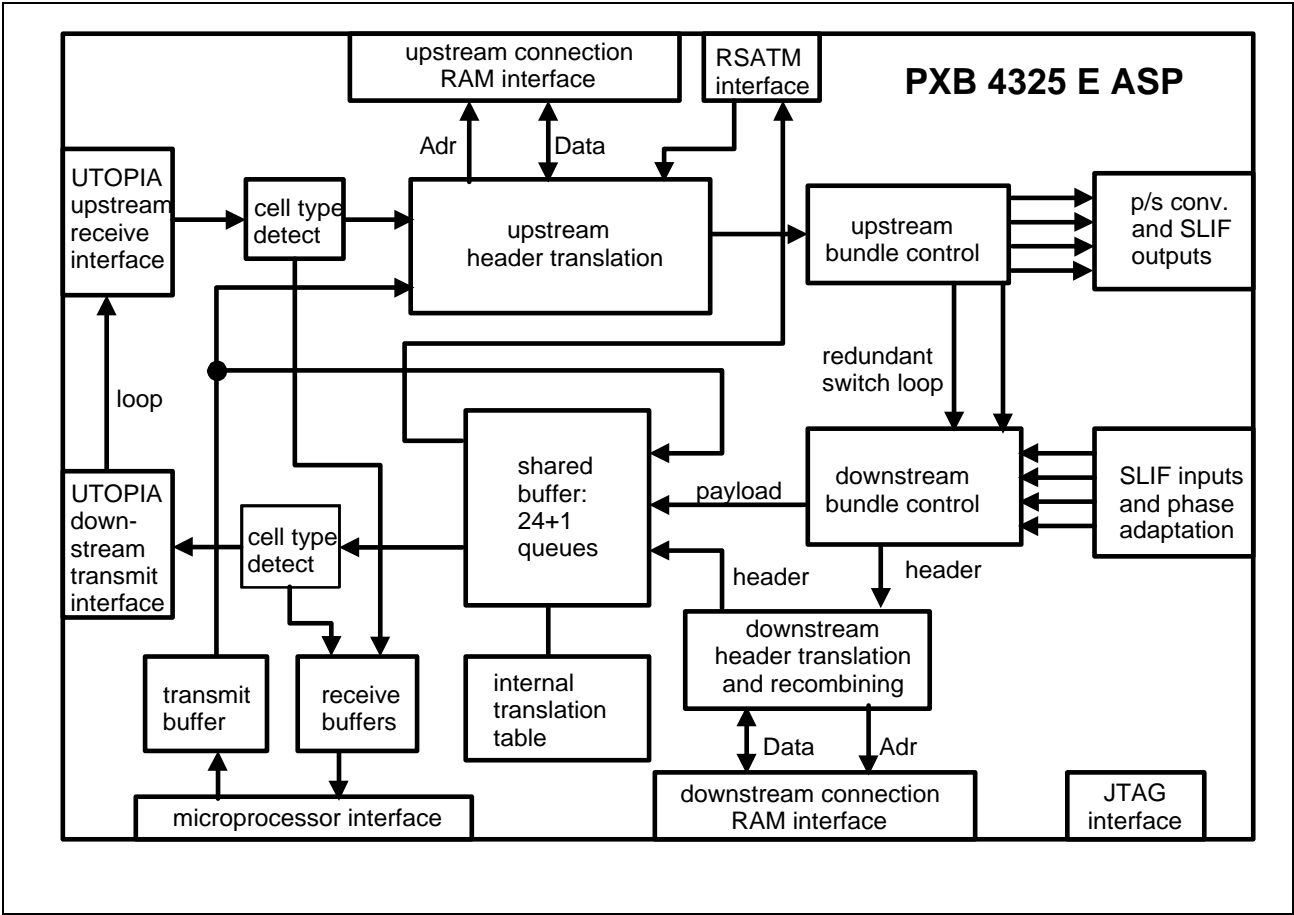 upstream connection
RAM interface
RSATM
interface
PXB 4325 E ASP
Adr
Data
UTOPIA
upstream
receive
interface
cell type
detect
upstream
header translation
upstream
bundle control
p/s conv.
and SLIF
outputs
redundant
switch loop
loop
shared
buffer:
24+1
queues
payload
downstream
bundle control
SLIF inputs
and phase
adaptation
UTOPIA
down-
stream
transmit
interface
cell type
detect
header
header
downstream
header translation
and recombining
transmit
buffer
receive
buffers
internal
translation
table
Data
Adr
microprocessor interface
downstream connection
RAM interface
JTAG
interface